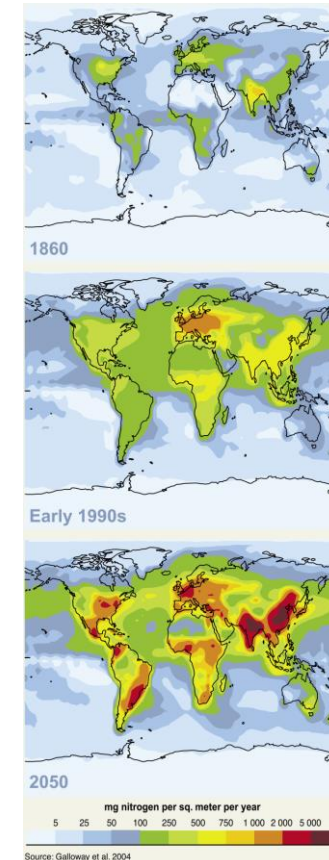 1860
Early 1990s
2050
mg nitrogen per sq. meter per year
5 25 50 100 250 500 750 1 000 2 000 5 000
Source: Galloway et al. 2004